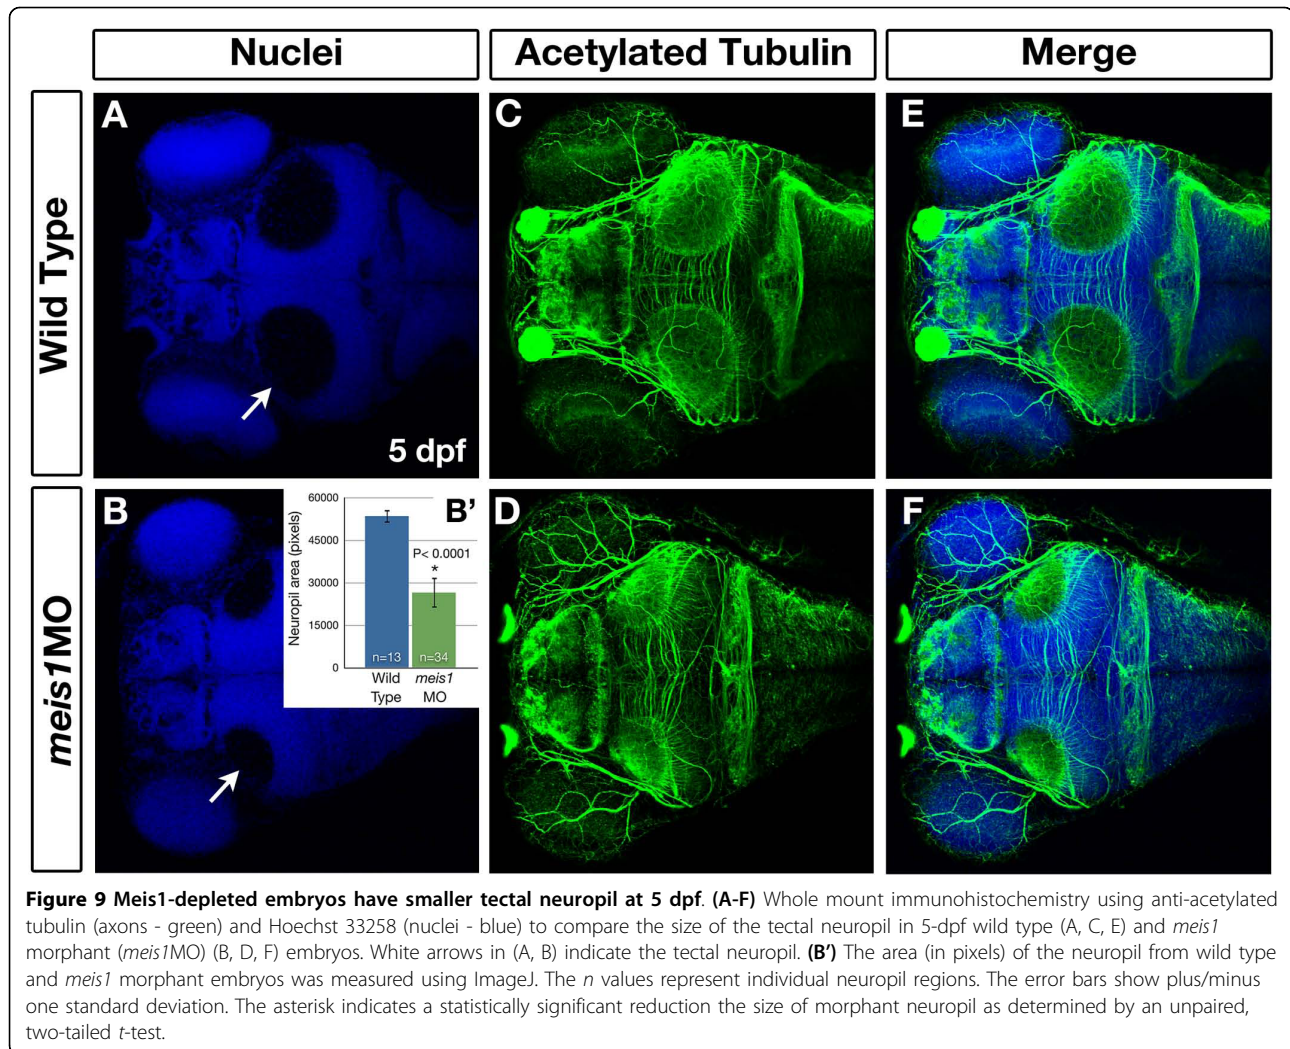 Nuclei
Acetylated Tubulin
Merge
Wild Type
A
C
E
5 dpf
meis1MO
B
B'
D
F
60000
45000
30000
15000
0
Neuropil area (pixels)
P< 0.0001
*
n=13
n=34
Wild
Type
meis1
MO
Figure 9 Meis1-depleted embryos have smaller tectal neuropil at 5 dpf. (A-F) Whole mount immunohistochemistry using anti-acetylated
tubulin (axons - green) and Hoechst 33258 (nuclei - blue) to compare the size of the tectal neuropil in 5-dpf wild type (A, C, E) and meis1
morphant (meis1MO) (B, D, F) embryos. White arrows in (A, B) indicate the tectal neuropil. (B’) The area (in pixels) of the neuropil from wild type
and meis1 morphant embryos was measured using ImageJ. The n values represent individual neuropil regions. The error bars show plus/minus
one standard deviation. The asterisk indicates a statistically significant reduction the size of morphant neuropil as determined by an unpaired,
two-tailed t-test.